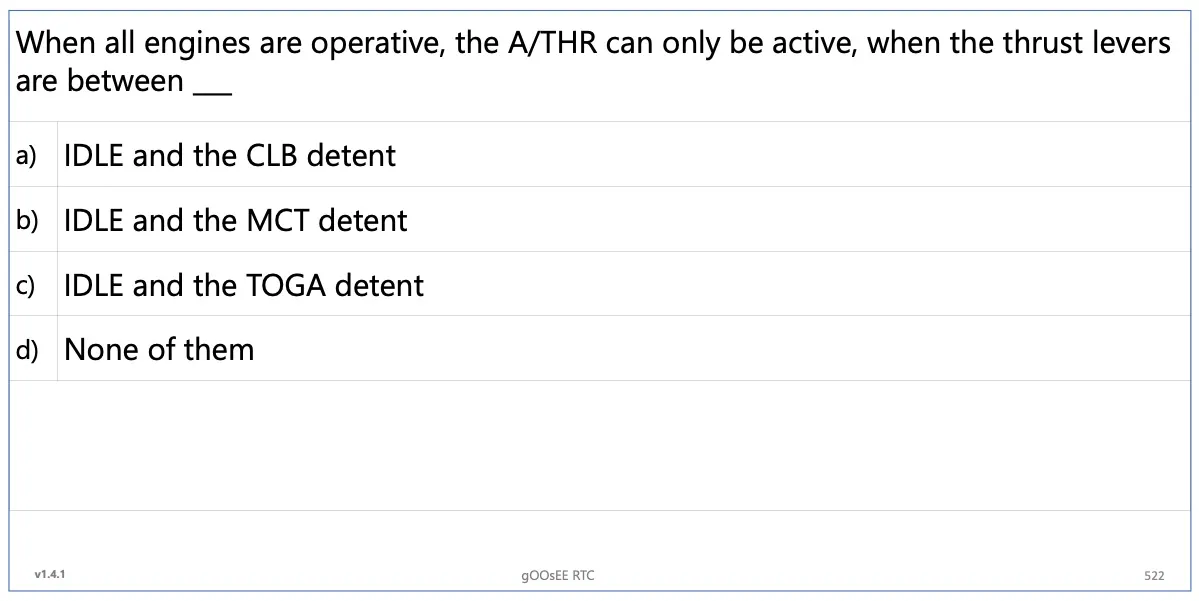 When all engines are operative, the A/THR can only be active, when the thrust levers
are between ___
a) IDLE and the CLB detent
b) IDLE and the MCT detent
c) IDLE and the TOGA detent
d) None of them
v1.4.1 gOOsEE RTC 522